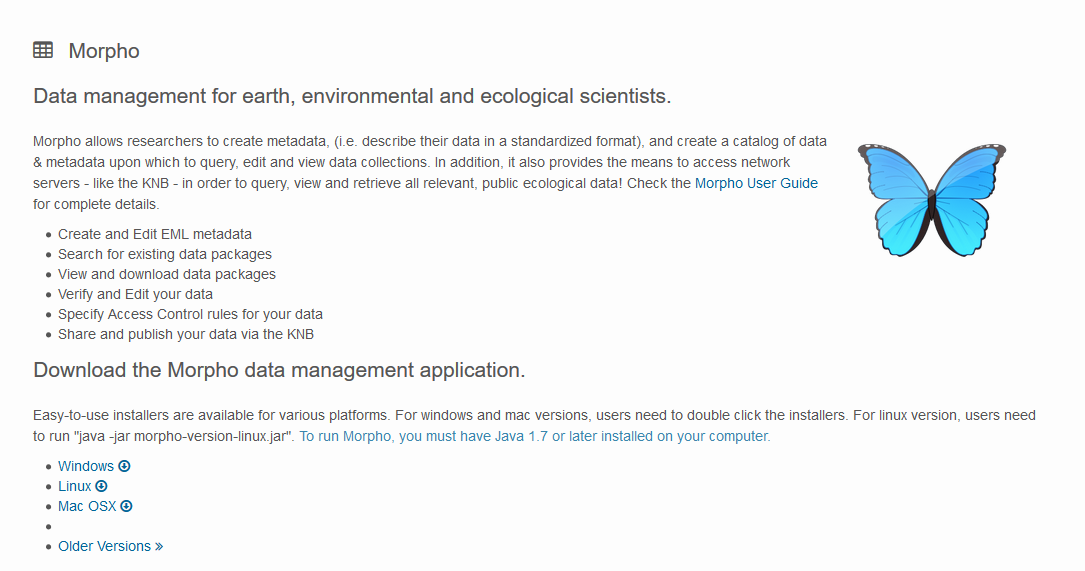 Morpho
Data management for earth, environmental and ecological scientists.
Morpho allows researchers to create metadata, (i.e. describe their data in a standardized format), and create a catalog of data
& metadata upon which to query, edit and view data collections. In addition, it also provides the means to access network
servers - like the KNB - in order to query, view and retrieve all relevant, public ecological data! Check the Morpho User Guide
for complete details.
Create and Edit EML metadata
Search for existing data packages
View and download data packages
Verify and Edit your data
Specify Access Control rules for your data
Share and publish your data via the KNB
Download the Morpho data management application.
Easy-to-use installers are available for various platforms. For windows and mac versions, users need to double click the installers. For linux version, users need
to run "java -jar morpho-version-linux.jar". To run Morpho, you must have Java 1.7 or later installed on your computer.
Windows
Linux
Mac OSX
Older Versions »